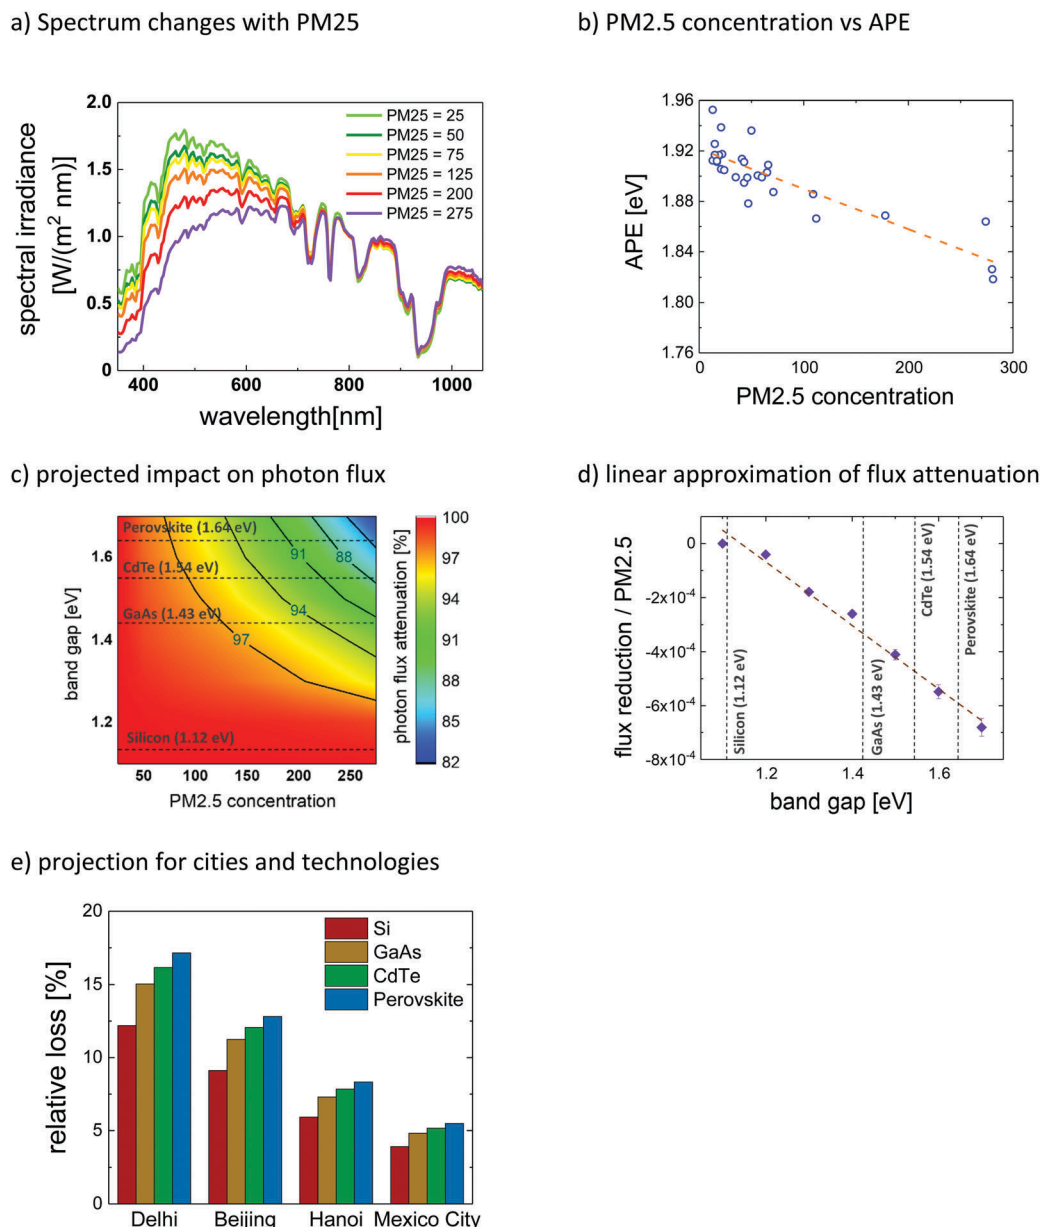 a) Spectrum changes with PM25
b) PM2.5 concentration vs APE
spectral irradiance
[W/(m² nm)]
2.0
1.5
1.0
0.5
0
PM25 = 25
PM25 = 50
PM25 = 75
PM25 = 125
PM25 = 200
PM25 = 275
400 600 800 1000
wavelength[nm]
APE [eV]
1.96
1.92
1.88
1.84
1.80
1.76
0 100 200 300
PM2.5 concentration
c) projected impact on photon flux
d) linear approximation of flux attenuation
band gap [eV]
1.6
1.4
1.2
Perovskite (1.64 eV)
CdTe (1.54 eV)
GaAs (1.43 eV)
Silicon (1.12 eV)
91
88
94
97
50 100 150 200 250
PM2.5 concentration
photon flux attenuation [%]
100
97
94
91
88
85
82
flux reduction / PM2.5
0
-2x10⁻⁴
-4x10⁻⁴
-6x10⁻⁴
-8x10⁻⁴
Silicon (1.12 eV)
GaAs (1.43 eV)
CdTe (1.54 eV)
Perovskite (1.64 eV)
1.2 1.4 1.6
band gap [eV]
e) projection for cities and technologies
relative loss [%]
20
15
10
5
0
Si
GaAs
CdTe
Perovskite
Delhi Beijing Hanoi Mexico City